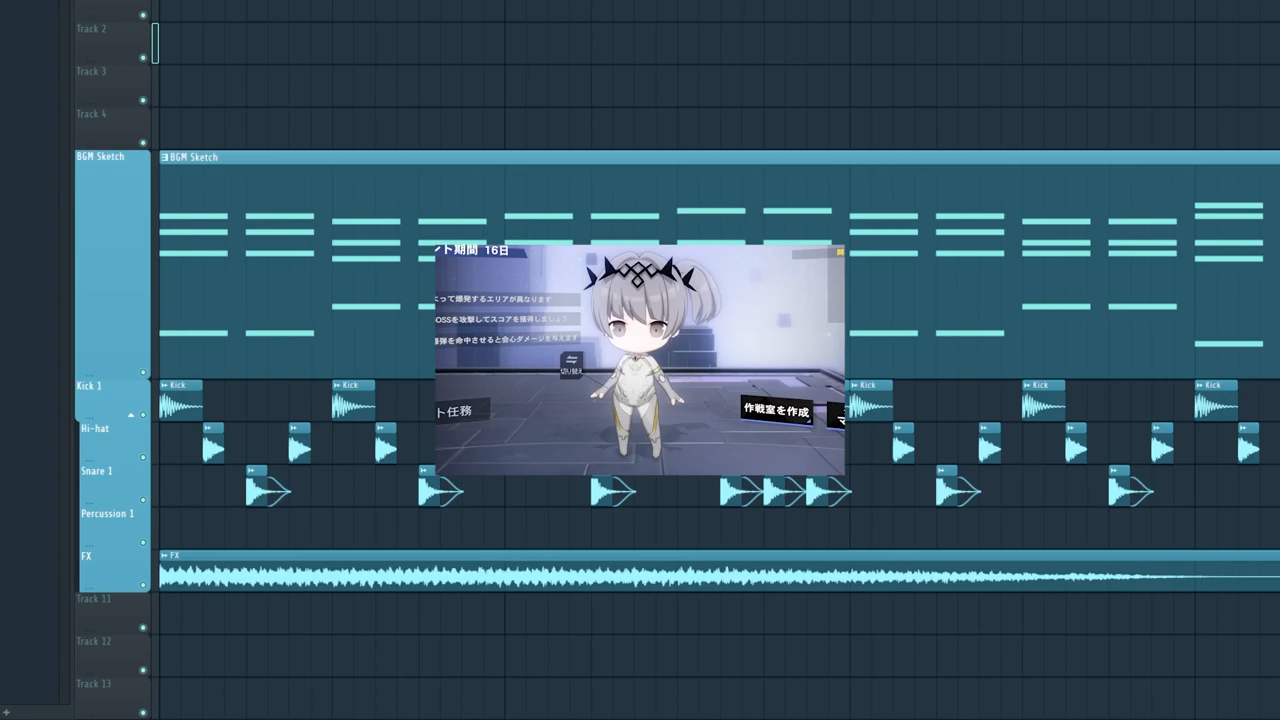 Track 2
Track 3
Track 4
BGM Sketch
BGM Sketch
Kick 1
Kick
Kick
Kick
Kick
Kick
Hi-hat
Snare 1
Percussion 1
FX
FX
Track 11
Track 12
Track 13
ント期間 16日
よって爆発するエリアが異なります
OSSを攻撃してスコアを獲得しましょう
爆弾を命中させると会心ダメージを与えます
切り替え
ト任務
作戦室を作成
マ